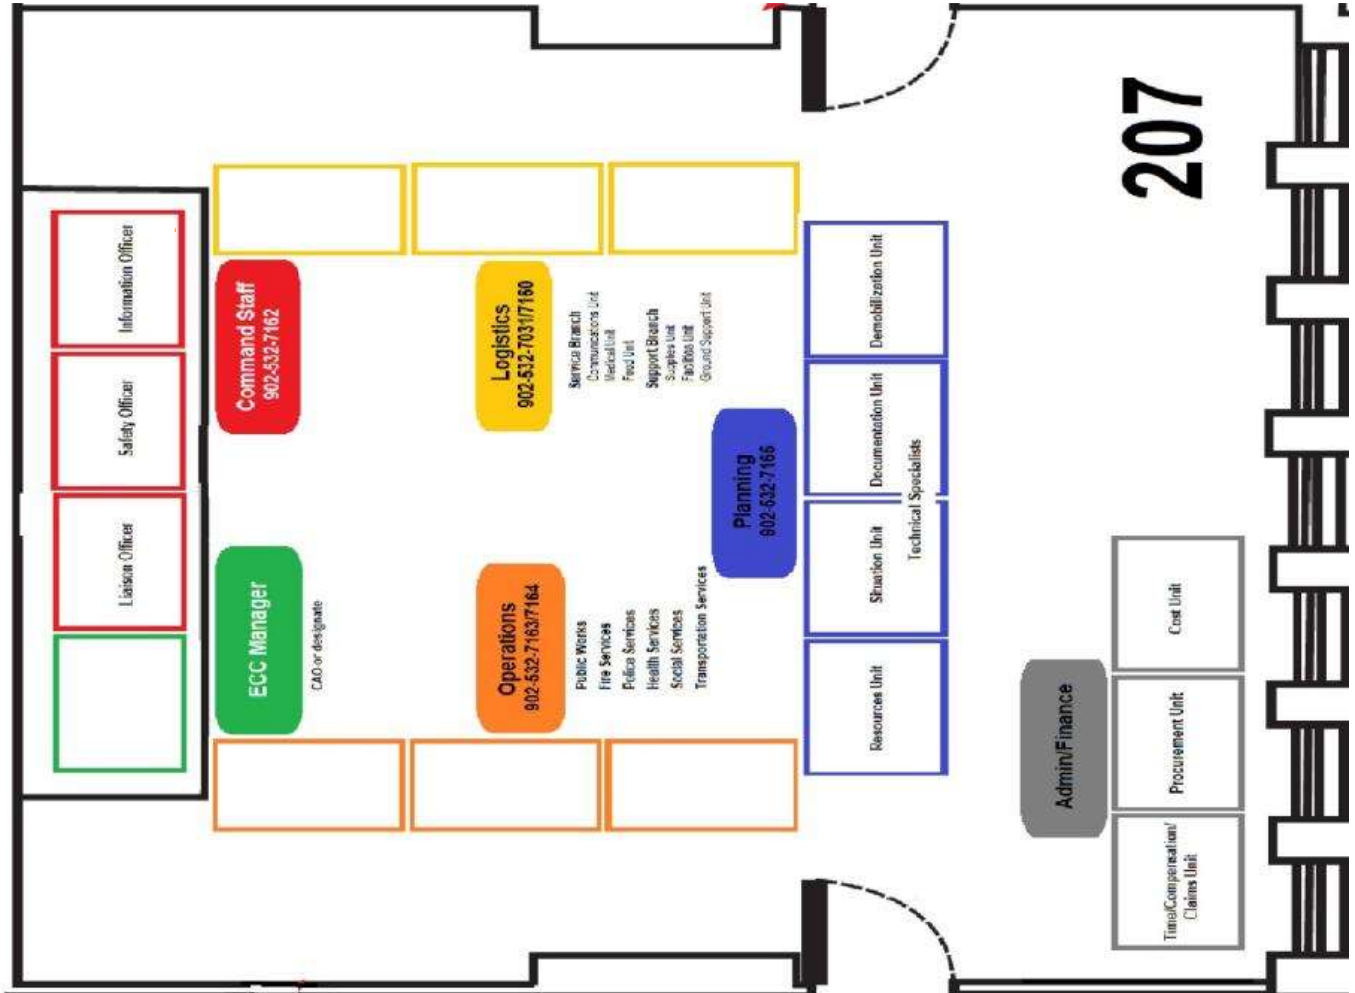 Liaison Officer
Safety Officer
Information Officer
ECC Manager
CAO or designate
Command Staff
902-532-7162
Operations
902-532-7163/7164
Public Works
Fire Services
Police Services
Health Services
Social Services
Transportation Services
Logistics
902-532-7031/7160
Service Branch
Communications Unit
Medical Unit
Food Unit
Support Branch
Supplies Unit
Facilities Unit
Ground Support Unit
Planning
902-532-7165
Resources Unit
Situation Unit
Documentation Unit
Demobilization Unit
Technical Specialists
Admin/Finance
207
Time/Compensation/
Claims Unit
Procurement Unit
Cost Unit